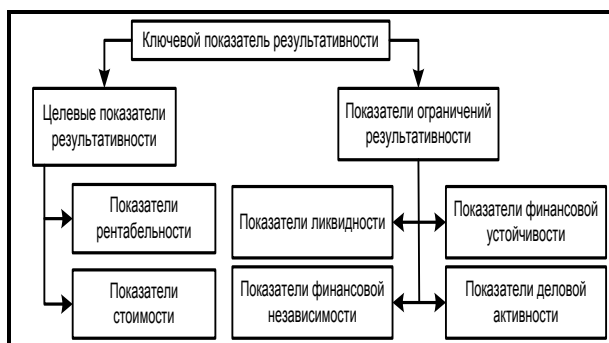 Ключевой показатель результативности
Целевые показатели
результативности
Показатели ограничений
результативности
Показатели
рентабельности
Показатели ликвидности
Показатели финансовой
устойчивости
Показатели
стоимости
Показатели финансовой
независимости
Показатели деловой
активности